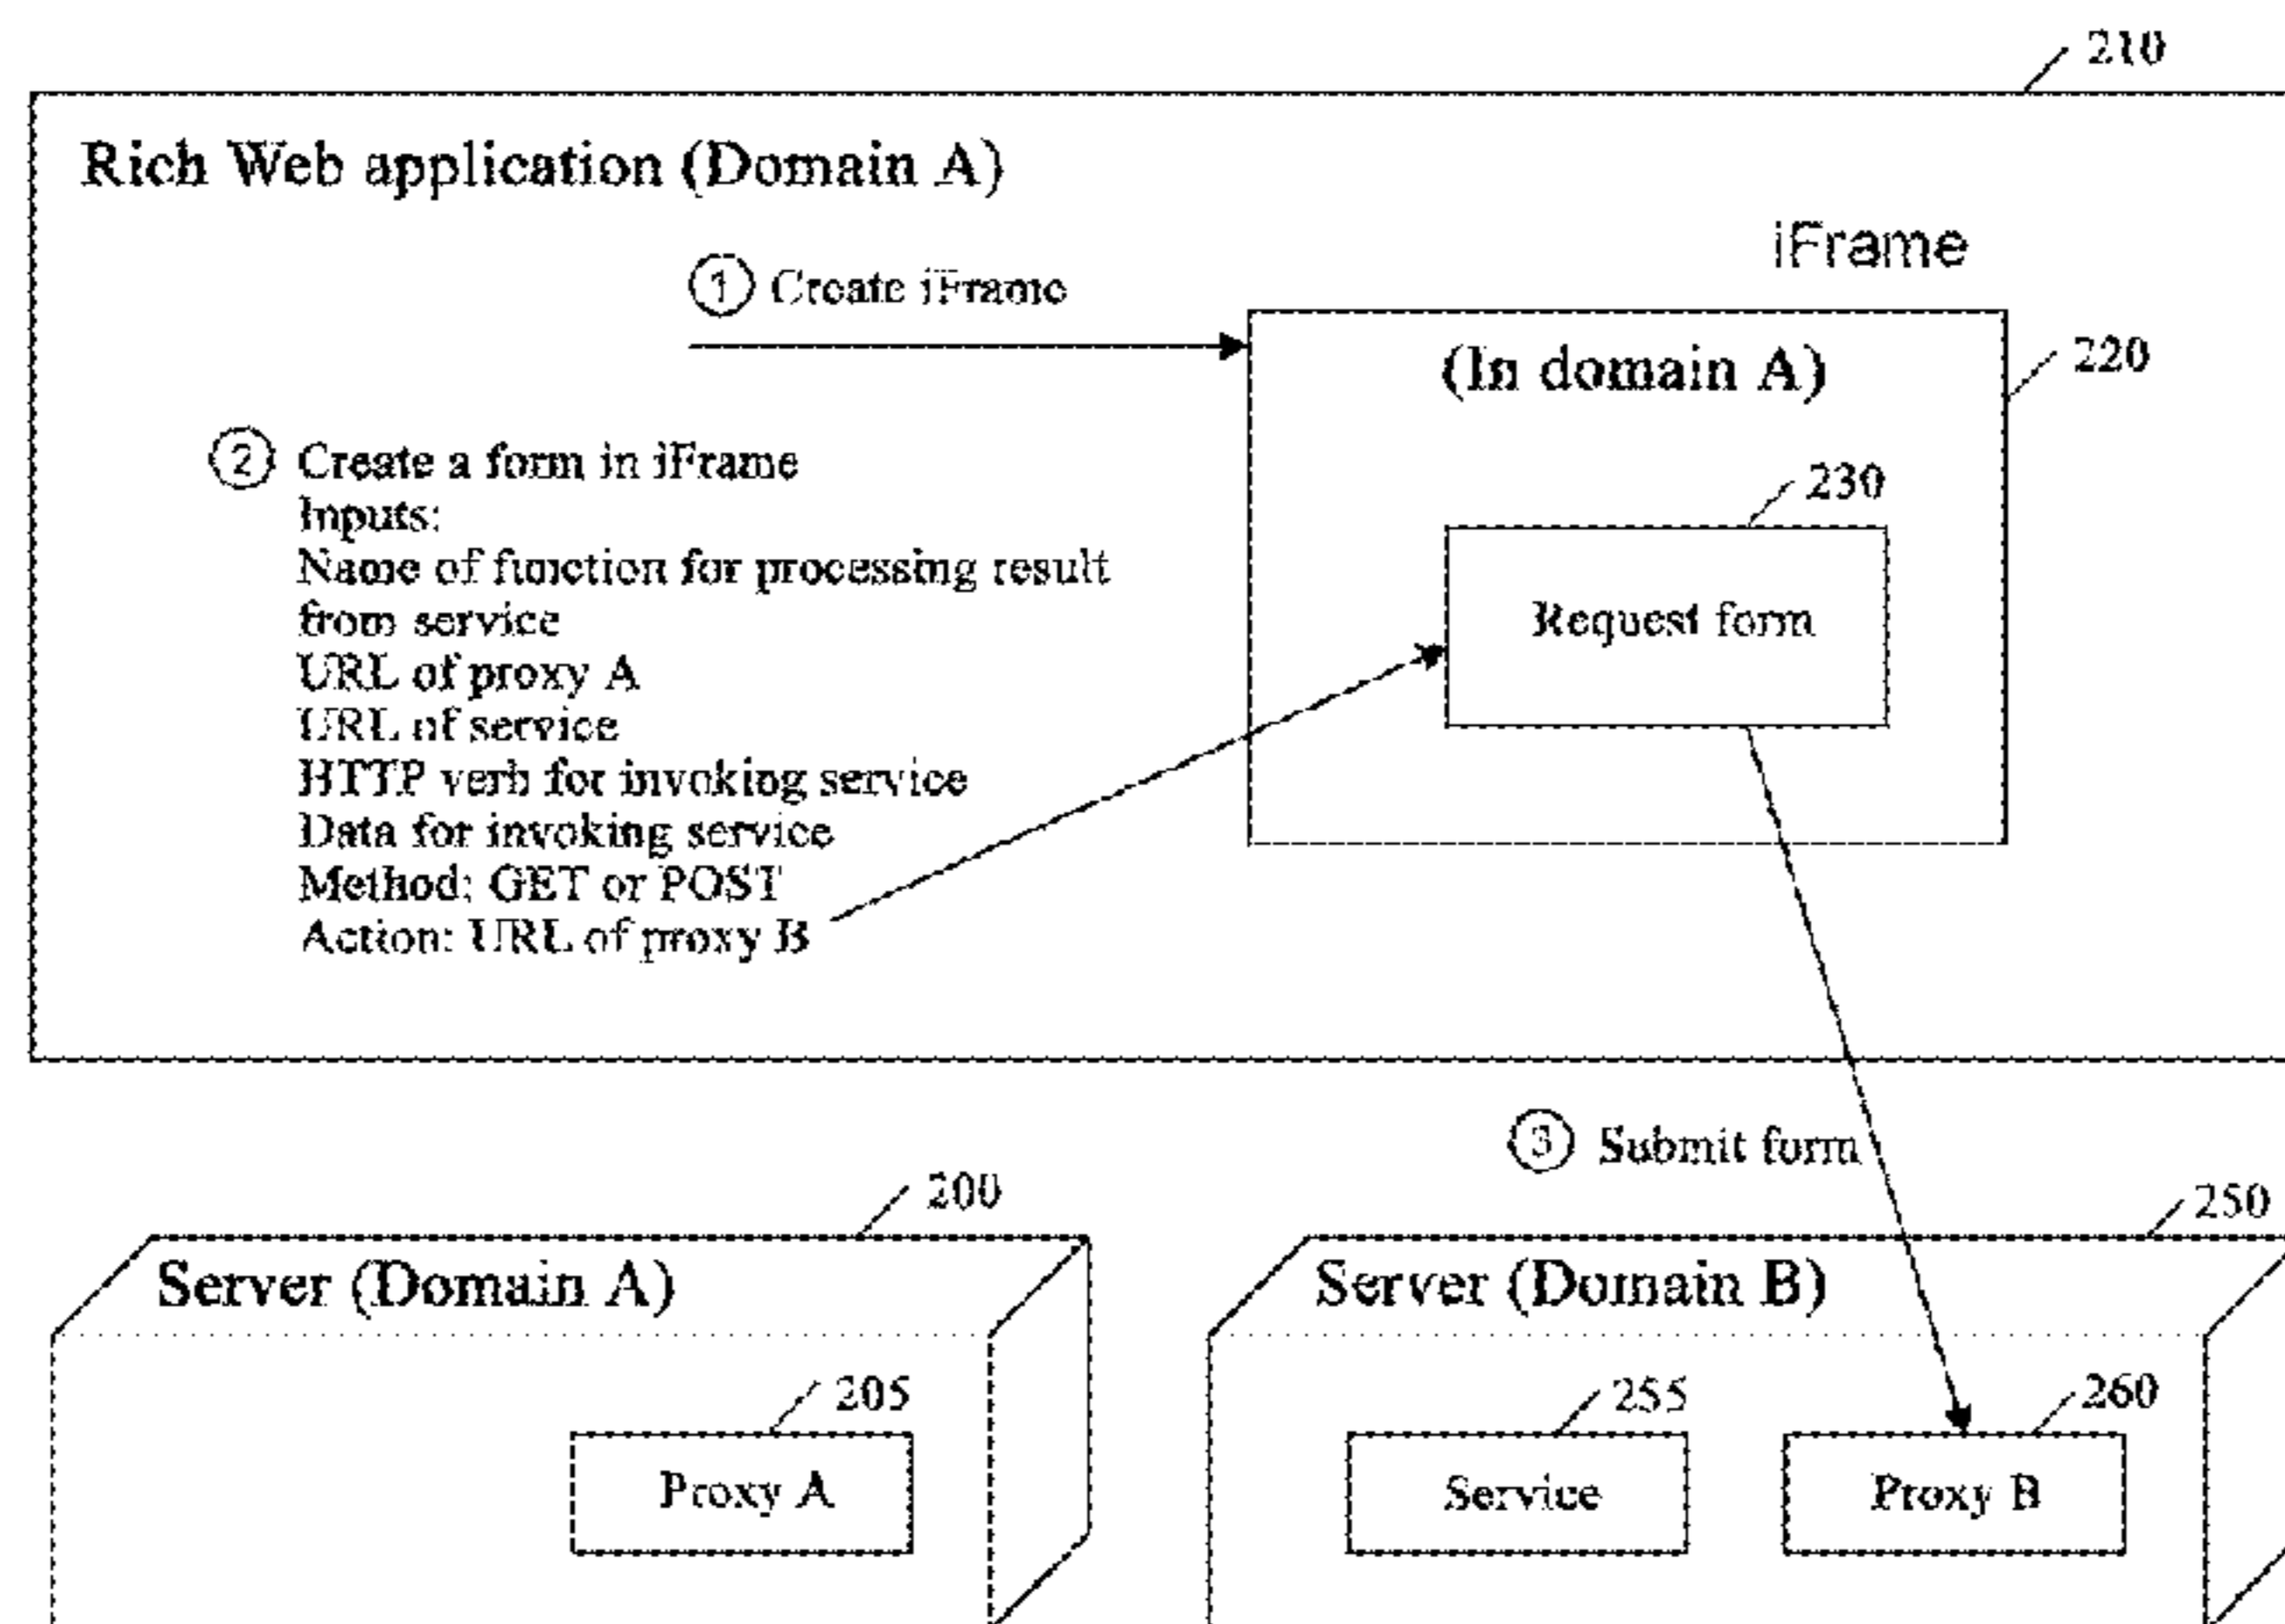 210
Rich Web application (Domain A)
iFrame
1 Create iFrame
(In domain A)
220
2 Create a form in iFrame
Inputs:
Name of function for processing result
from service
URL of proxy A
URL of service
HTTP verb for invoking service
Data for invoking service
Method: GET or POST
Action: URL of proxy B
230
Request form
3 Submit form
200
250
Server (Domain A)
Server (Domain B)
205
255
260
Proxy A
Service
Proxy B